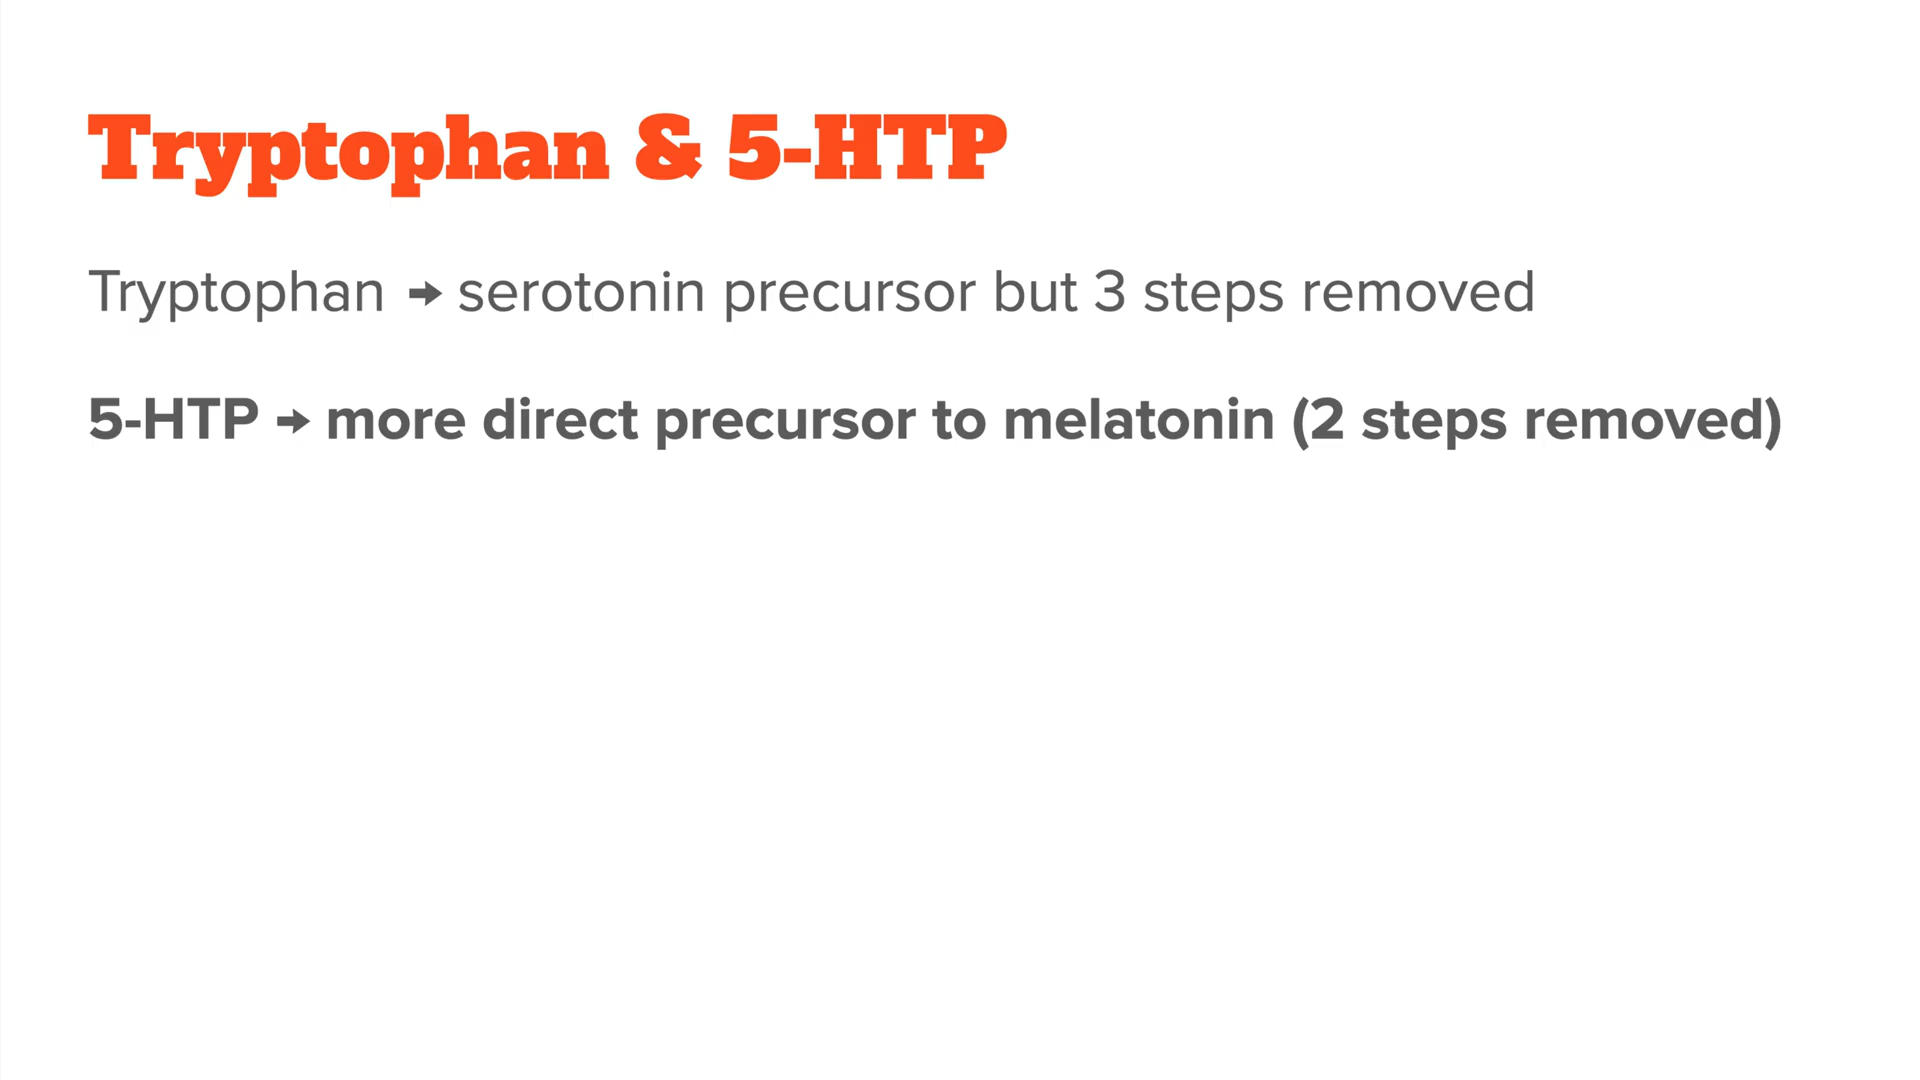 Tryptophan & 5-HTP
Tryptophan → serotonin precursor but 3 steps removed
5-HTP → more direct precursor to melatonin (2 steps removed)